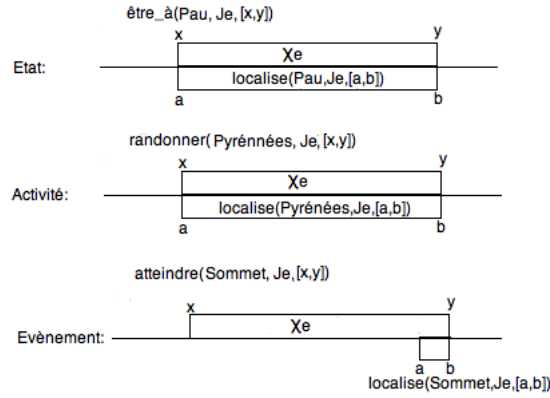 être_à(Pau, Je, [x,y])
x y
Etat:
χe
localise(Pau,Je,[a,b])
a b
randonner( Pyrénnées, Je, [x,y])
x y
Activité:
χe
localise(Pyrénées,Je,[a,b])
a b
atteindre(Sommet, Je,[x,y])
x y
χe
Evènement:
a b
localise(Sommet,Je,[a,b])